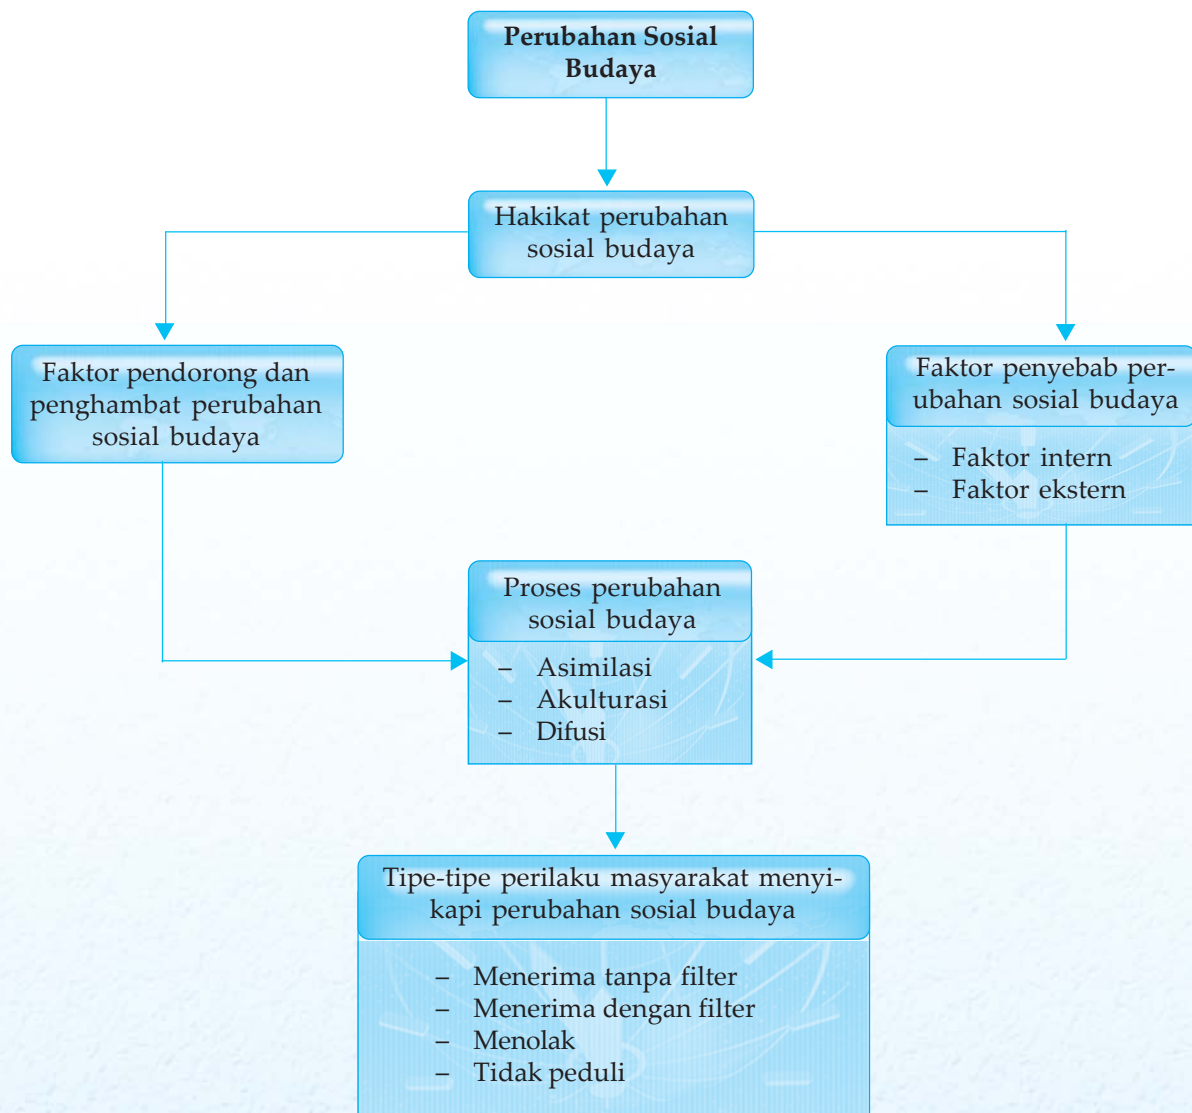 Perubahan Sosial
Budaya
Hakikat perubahan
sosial budaya
Faktor pendorong dan
penghambat perubahan
sosial budaya
Faktor penyebab per-
ubahan sosial budaya
– Faktor intern
– Faktor ekstern
Proses perubahan
sosial budaya
– Asimilasi
– Akulturasi
– Difusi
Tipe-tipe perilaku masyarakat menyi-
kapi perubahan sosial budaya
– Menerima tanpa filter
– Menerima dengan filter
– Menolak
– Tidak peduli